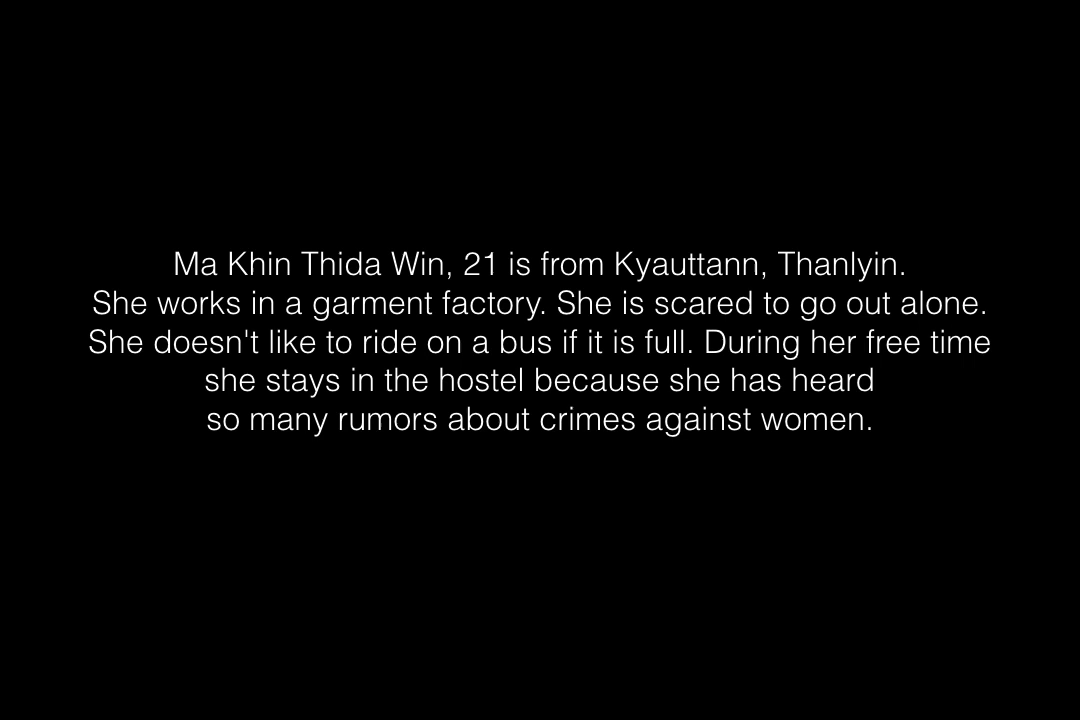 Ma Khin Thida Win, 21 is from Kyauttann, Thanlyin.
She works in a garment factory. She is scared to go out alone.
She doesn't like to ride on a bus if it is full. During her free time
she stays in the hostel because she has heard
so many rumors about crimes against women.